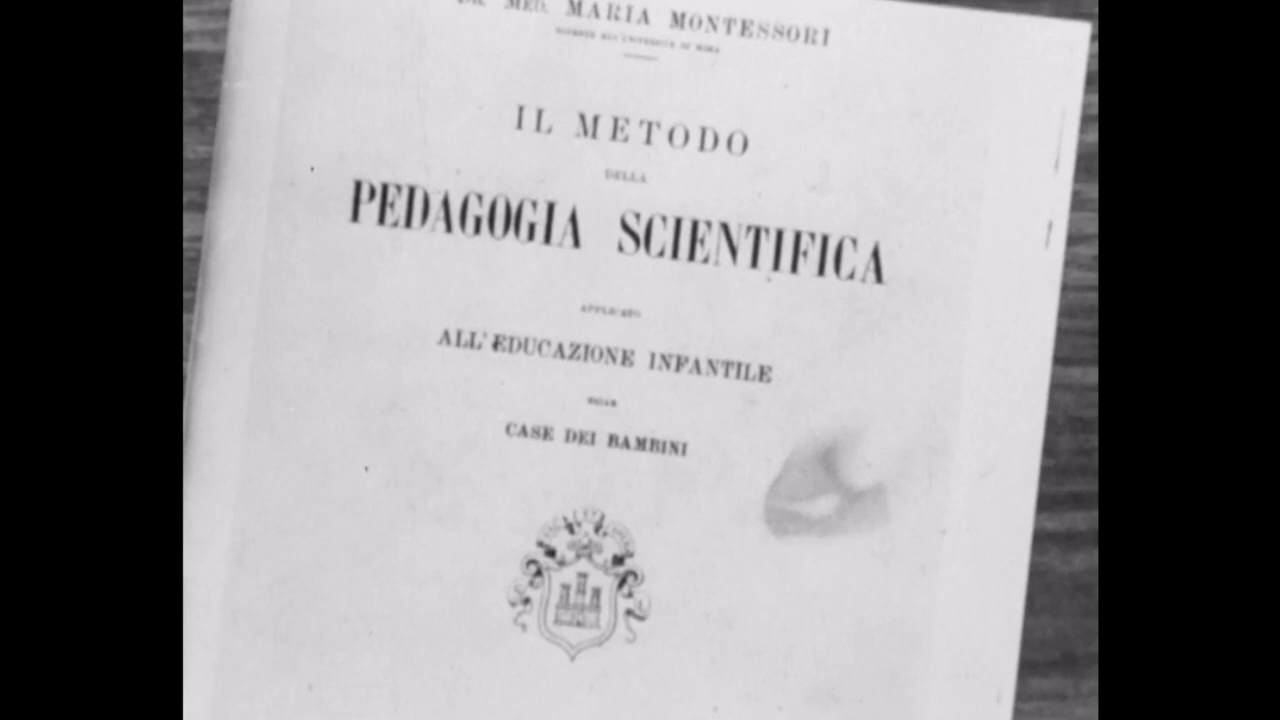 DR. MED. MARIA MONTESSORI
IL METODO
DELLA
PEDAGOGIA SCIENTIFICA
APPLICATO
ALL'EDUCAZIONE INFANTILE
NELLE
CASE DEI BAMBINI